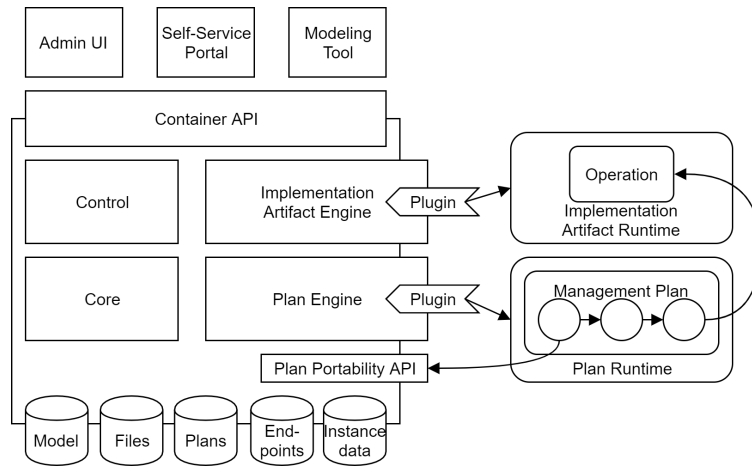 Admin UI
Self-Service
Portal
Modeling
Tool
Container API
Control
Implementation
Artifact Engine
Plugin
Operation
Implementation
Artifact Runtime
Core
Plan Engine
Plugin
Management Plan
Plan Runtime
Plan Portability API
Model
Files
Plans
End-
points
Instance
data